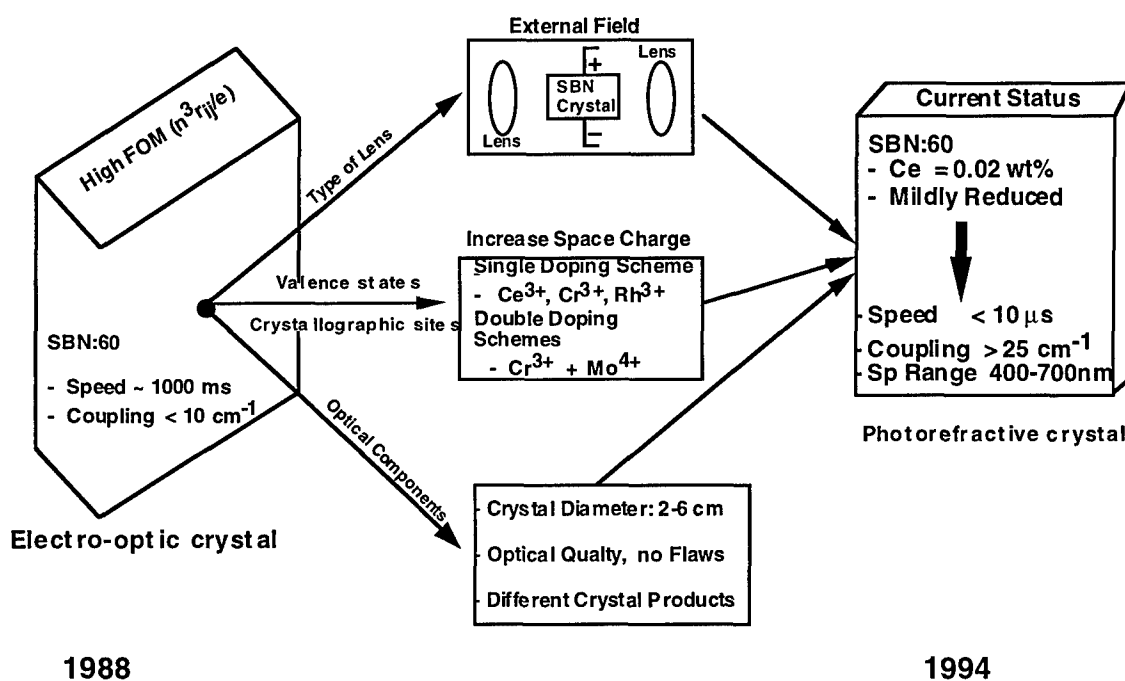 High FOM (n³rij/e)
SBN:60
- Speed ~ 1000 ms
- Coupling < 10 cm⁻¹
Electro-optic crystal
1988
Type of Lens
Valence states
Crystallographic sites
Optical Components
External Field
Lens
+
SBN
Crystal
−
Lens
Increase Space Charge
Single Doping Scheme
- Ce³⁺, Cr³⁺, Rh³⁺
Double Doping
Schemes
- Cr³⁺ + Mo⁴⁺
- Crystal Diameter: 2-6 cm
- Optical Qualty, no Flaws
- Different Crystal Products
Current Status
SBN:60
- Ce = 0.02 wt%
- Mildly Reduced
- Speed < 10 μs
- Coupling > 25 cm⁻¹
- Sp Range 400-700nm
Photorefractive crystal
1994